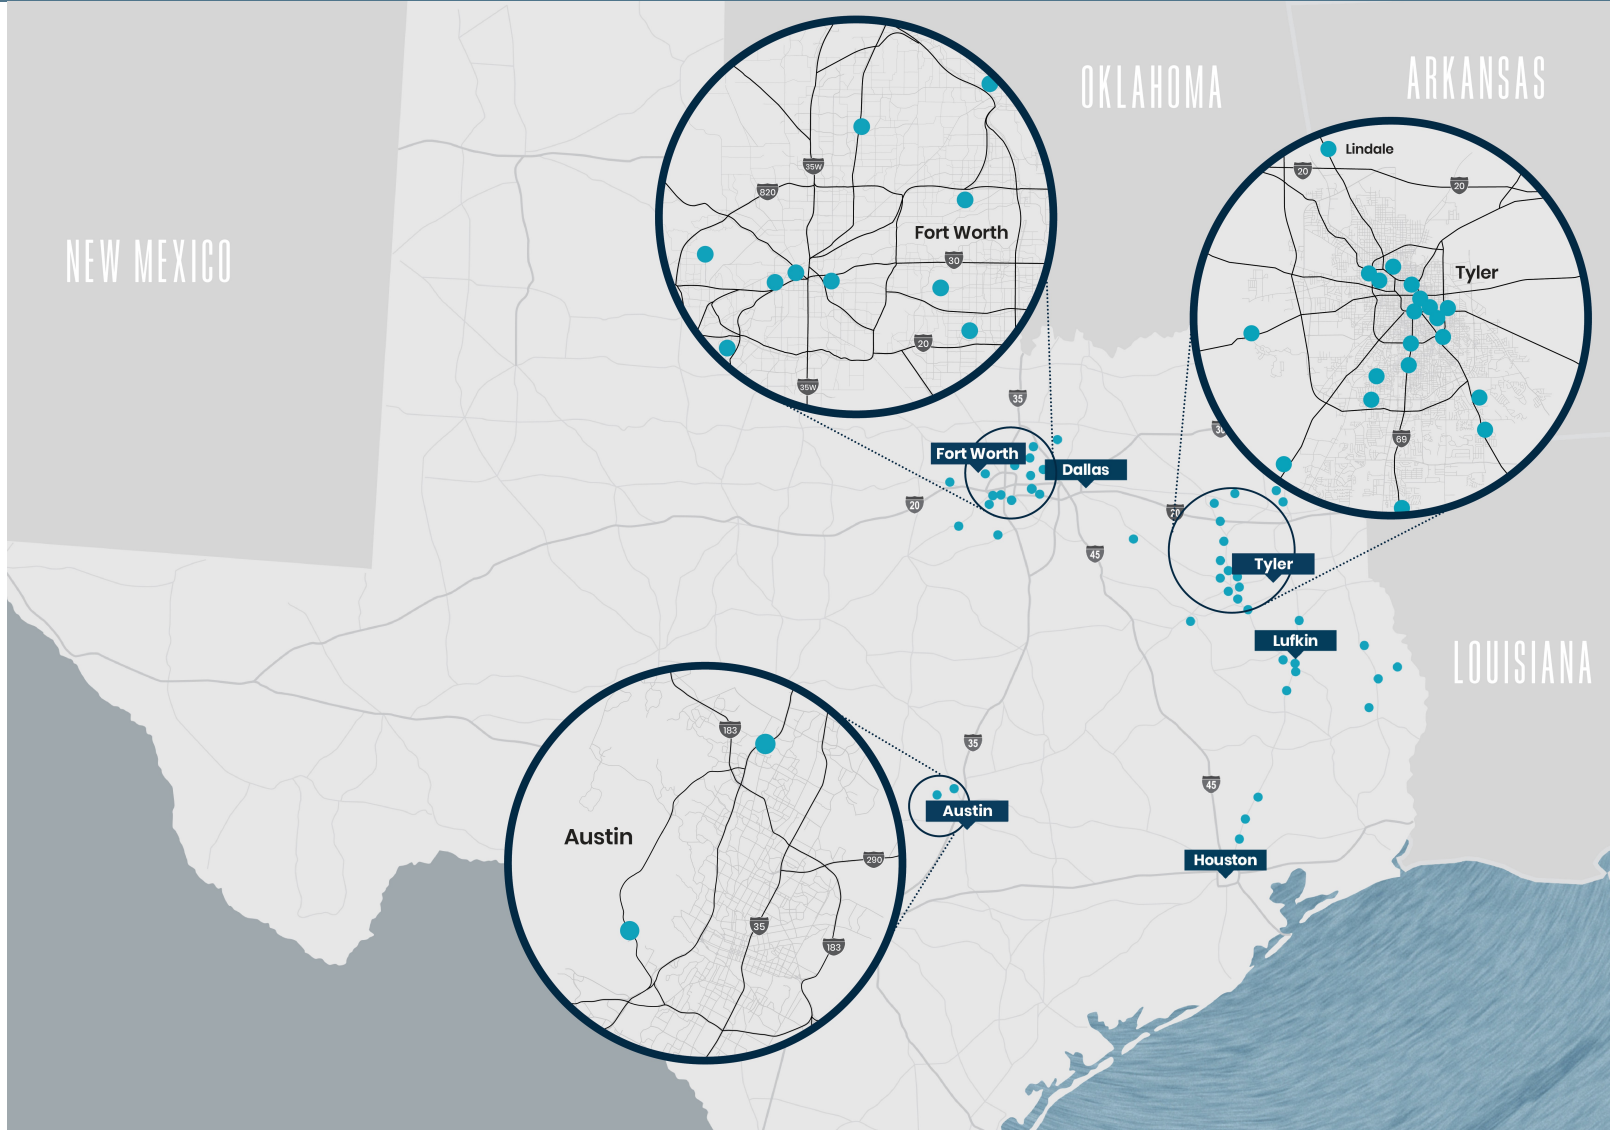 OKLAHOMA
ARKANSAS
NEW MEXICO
LOUISIANA
35W
820
Fort Worth
30
20
35W
Lindale
20
20
Tyler
69
35
30
Fort Worth
Dallas
20
20
45
Tyler
Lufkin
183
Austin
290
35
183
35
Austin
45
Houston